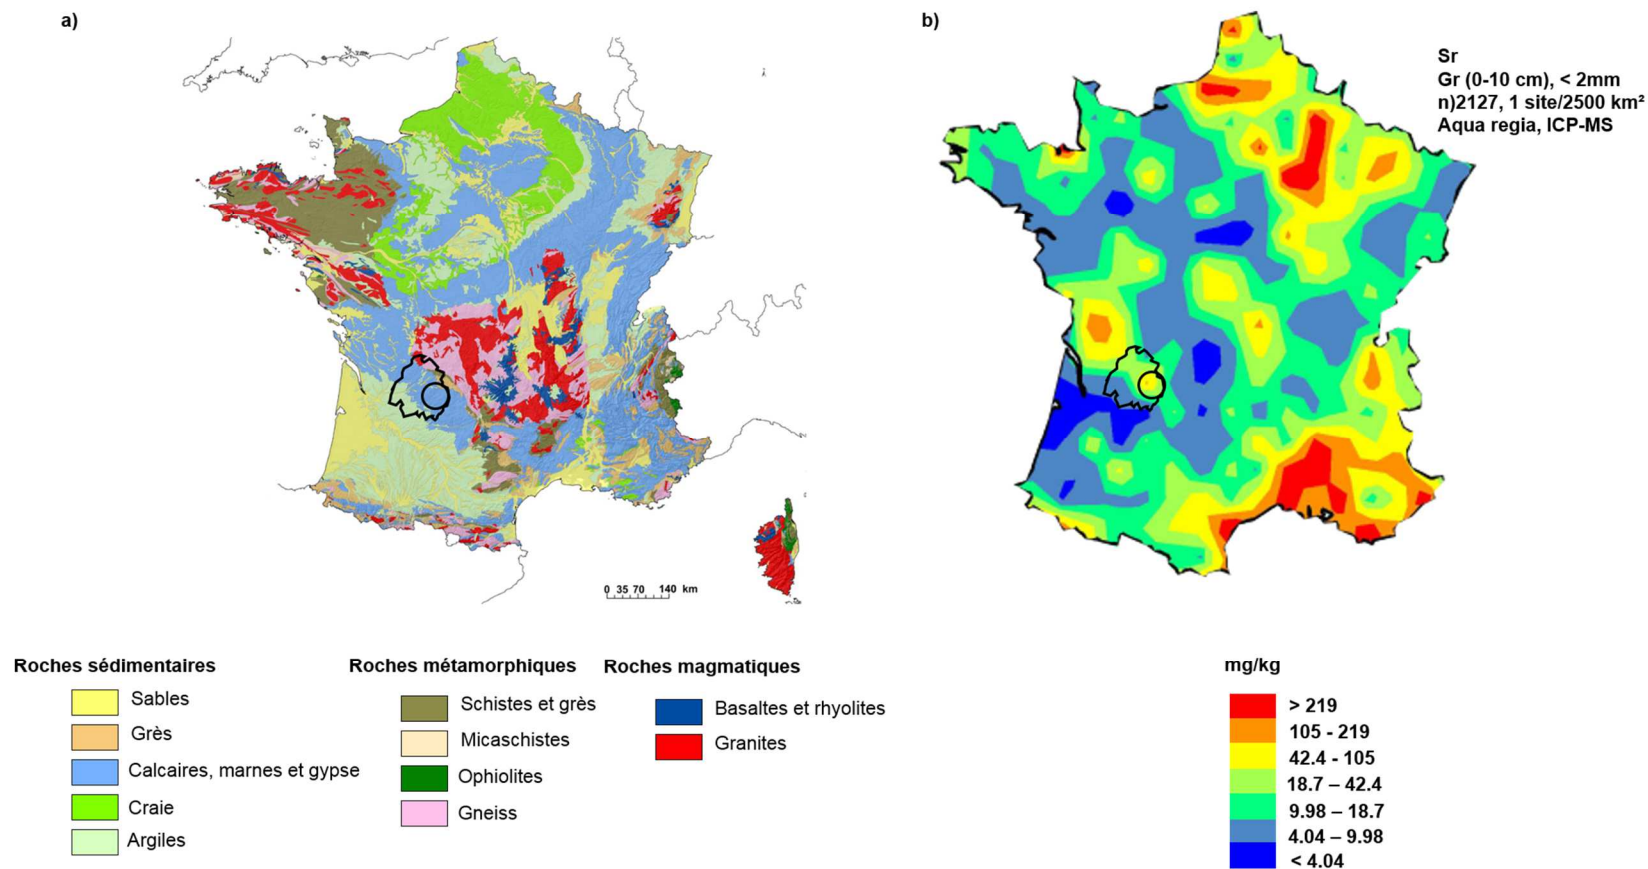 a)
b)
Sr
Gr (0-10 cm), < 2mm
n)2127, 1 site/2500 km²
Aqua regia, ICP-MS
0 35 70 140 km
Roches sédimentaires
Sables
Grès
Calcaires, marnes et gypse
Craie
Argiles
Roches métamorphiques
Schistes et grès
Micaschistes
Ophiolites
Gneiss
Roches magmatiques
Basaltes et rhyolites
Granites
mg/kg
> 219
105 - 219
42.4 - 105
18.7 – 42.4
9.98 – 18.7
4.04 – 9.98
< 4.04